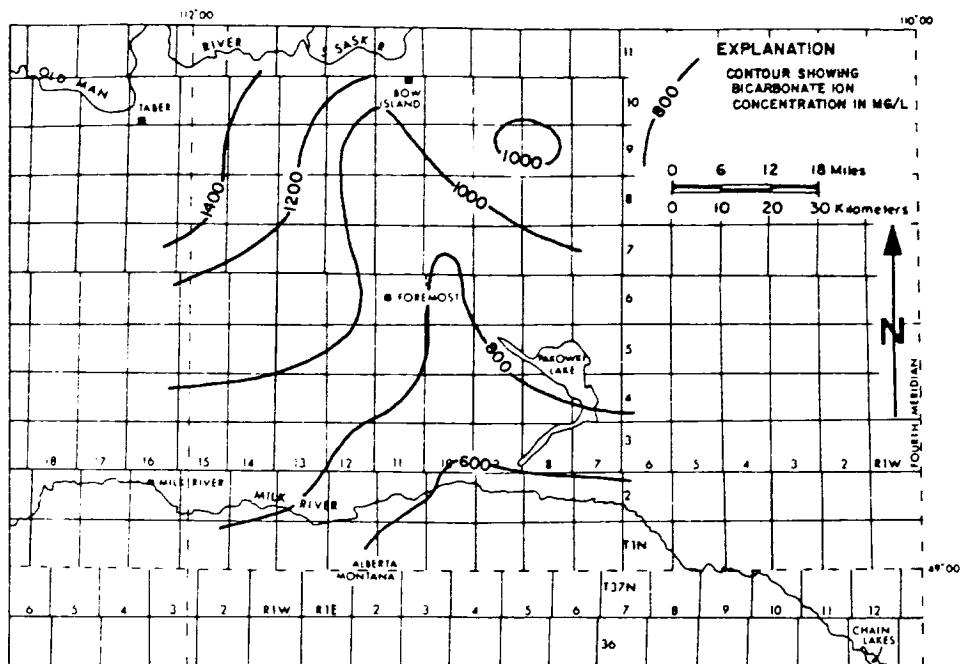 112°00
110°00
RIVER
S SASK R
OLD MAN
TABER
BOW
ISLAND
11
10
9
8
7
6
5
4
3
2
EXPLANATION
800
CONTOUR SHOWING
BICARBONATE ION
CONCENTRATION IN MG/L
0 6 12 18 Miles
0 10 20 30 Kilometers
1400
1200
1000
1000
FOREMOST
800
PAKOWKI
LAKE
N
FOURTH MERIDIAN
18 16 15 14 13 12 11 10 9 8 7 6 5 4 3 2 R1W
600
MILK RIVER
MILK
RIVER
ALBERTA
MONTANA
T1N
49°00
T37N
6 5 4 3 2 R1W R1E 2 3 4 5 6 7 8 9 10 11 12
36
CHAIN
LAKES